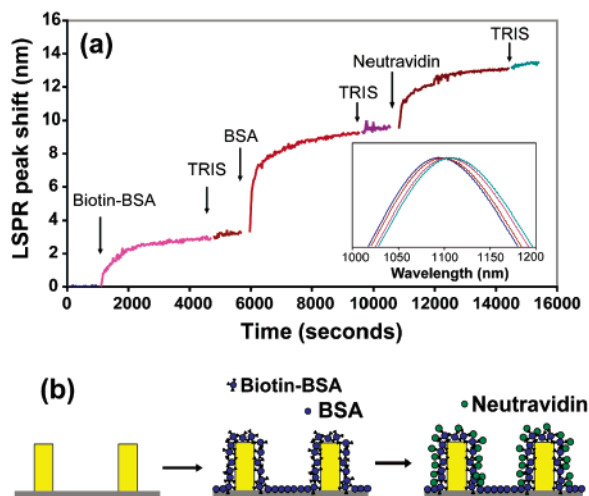 (a)
LSPR peak shift (nm)
16
14
12
10
8
6
4
2
0
Biotin-BSA
TRIS
BSA
TRIS
Neutravidin
TRIS
1000 1050 1100 1150 1200
Wavelength (nm)
0 2000 4000 6000 8000 10000 12000 14000 16000
Time (seconds)
(b)
Biotin-BSA
BSA
Neutravidin